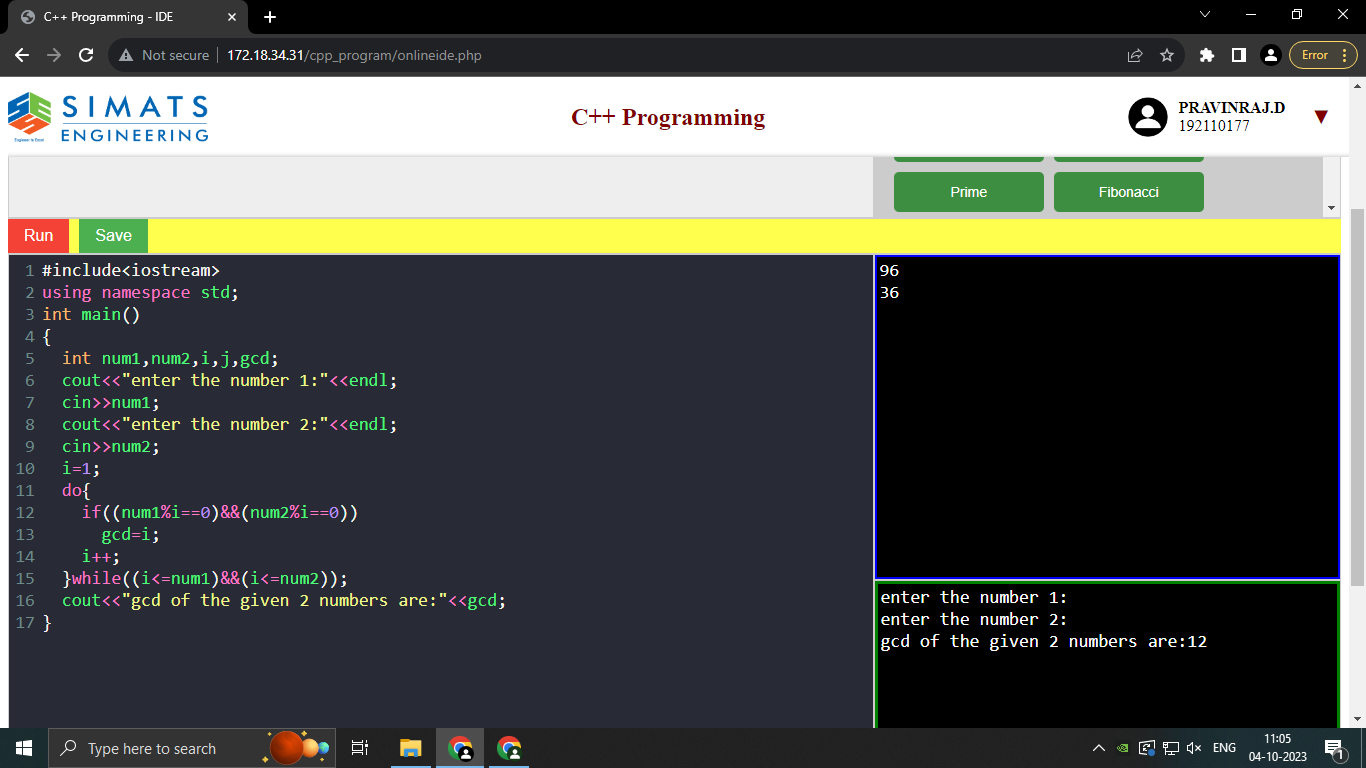 C++ Programming - IDE
Not secure 172.18.34.31/cpp_program/onlineide.php
Error
SIMATS
ENGINEERING
Engineer to Excel
C++ Programming
PRAVINRAJ.D
192110177
Prime Fibonacci
Run Save
1 #include<iostream>
2 using namespace std;
3 int main()
4 {
5 int num1,num2,i,j,gcd;
6 cout<<"enter the number 1:"<<endl;
7 cin>>num1;
8 cout<<"enter the number 2:"<<endl;
9 cin>>num2;
10 i=1;
11 do{
12 if((num1%i==0)&&(num2%i==0))
13 gcd=i;
14 i++;
15 }while((i<=num1)&&(i<=num2));
16 cout<<"gcd of the given 2 numbers are:"<<gcd;
17 }
96
36
enter the number 1:
enter the number 2:
gcd of the given 2 numbers are:12
Type here to search
ENG
11:05
04-10-2023
1